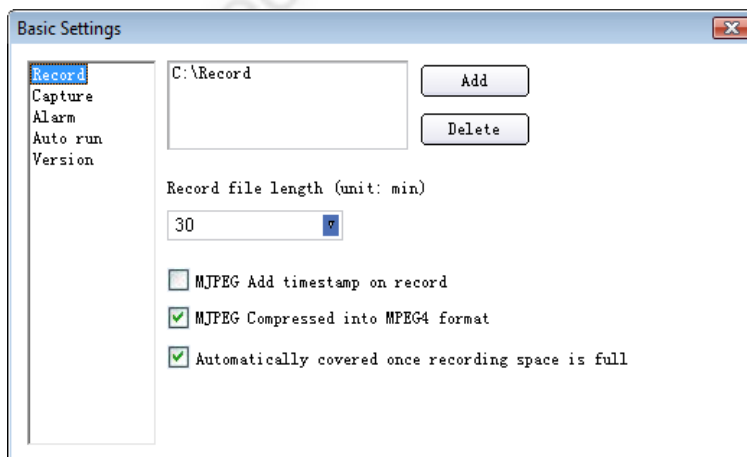 Basic Settings
Record
Capture
Alarm
Auto run
Version
C:\Record
Add
Delete
Record file length (unit: min)
30
MJPEG Add timestamp on record
MJPEG Compressed into MPEG4 format
Automatically covered once recording space is full